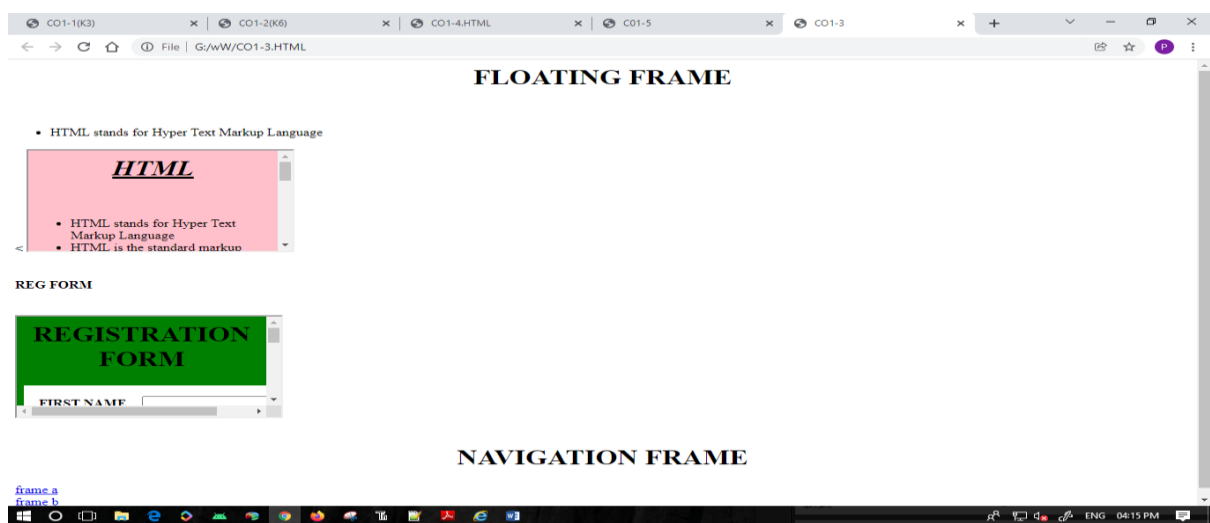 CO1-1(K3)
CO1-2(K6)
CO1-4.HTML
C01-5
CO1-3
File | G:/wW/CO1-3.HTML
P
FLOATING FRAME
• HTML stands for Hyper Text Markup Language
HTML
• HTML stands for Hyper Text
Markup Language
• HTML is the standard markup
<
REG FORM
REGISTRATION
FORM
FIRST NAME
NAVIGATION FRAME
frame a
frame b
ENG 04:15 PM